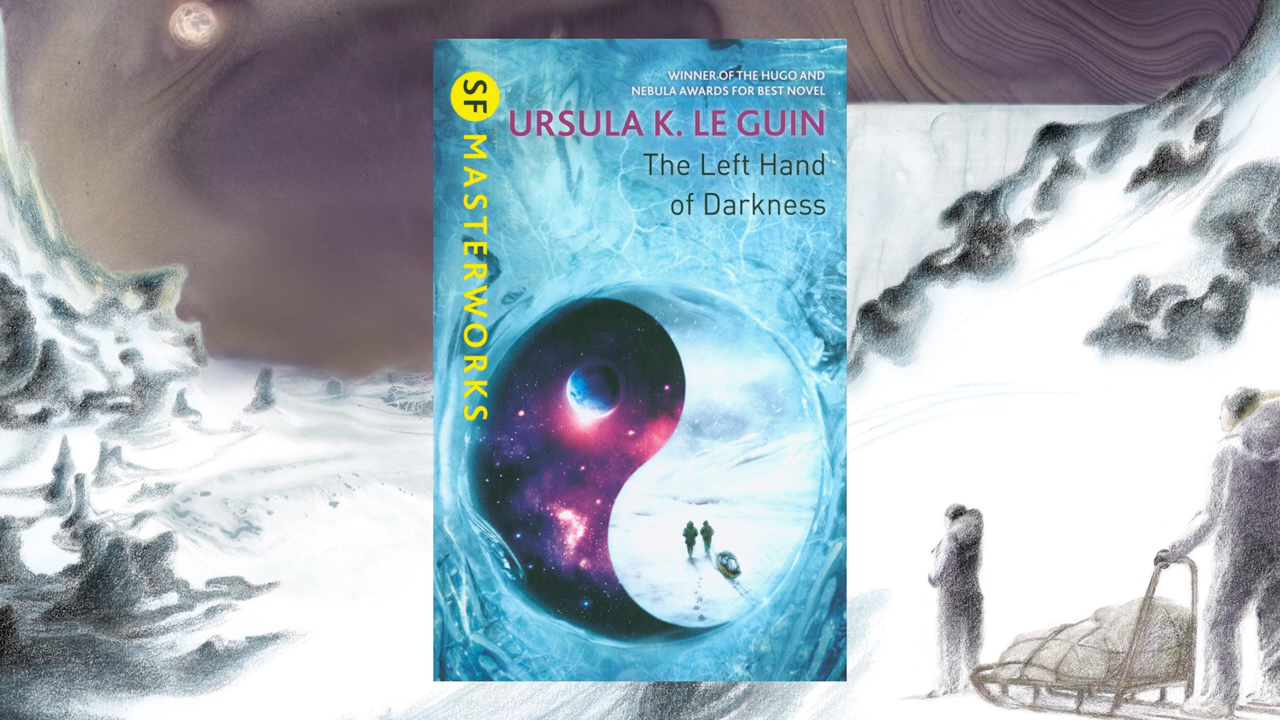 SF MASTERWORKS
WINNER OF THE HUGO AND
NEBULA AWARDS FOR BEST NOVEL
URSULA K. LE GUIN
The Left Hand
of Darkness